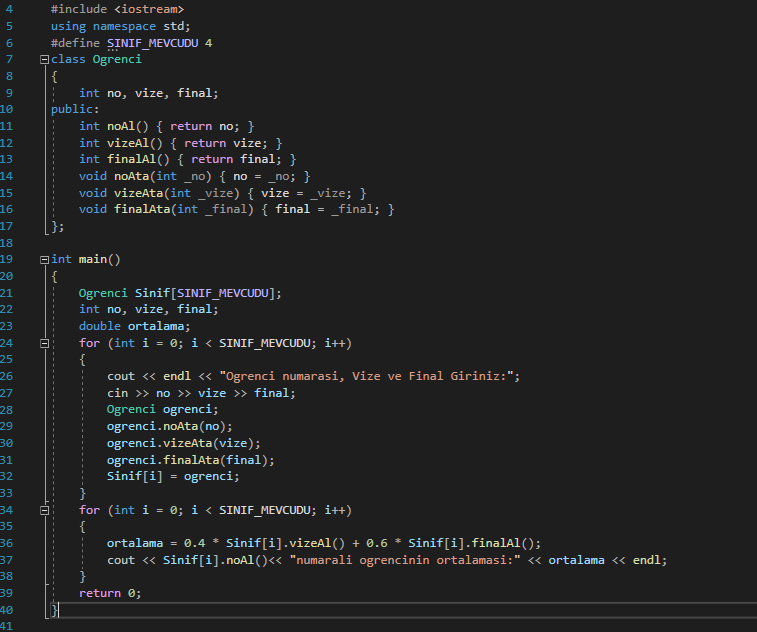 4 #include <iostream>
5 using namespace std;
6 #define SINIF_MEVCUDU 4
7 class Ogrenci
8 {
9 int no, vize, final;
10 public:
11 int noAl() { return no; }
12 int vizeAl() { return vize; }
13 int finalAl() { return final; }
14 void noAta(int _no) { no = _no; }
15 void vizeAta(int _vize) { vize = _vize; }
16 void finalAta(int _final) { final = _final; }
17 };
18
19 int main()
20 {
21 Ogrenci Sinif[SINIF_MEVCUDU];
22 int no, vize, final;
23 double ortalama;
24 for (int i = 0; i < SINIF_MEVCUDU; i++)
25 {
26 cout << endl << "Ogrenci numarasi, Vize ve Final Giriniz:";
27 cin >> no >> vize >> final;
28 Ogrenci ogrenci;
29 ogrenci.noAta(no);
30 ogrenci.vizeAta(vize);
31 ogrenci.finalAta(final);
32 Sinif[i] = ogrenci;
33 }
34 for (int i = 0; i < SINIF_MEVCUDU; i++)
35 {
36 ortalama = 0.4 * Sinif[i].vizeAl() + 0.6 * Sinif[i].finalAl();
37 cout << Sinif[i].noAl()<< "numarali ogrencinin ortalamasi:" << ortalama << endl;
38 }
39 return 0;
40 }
41